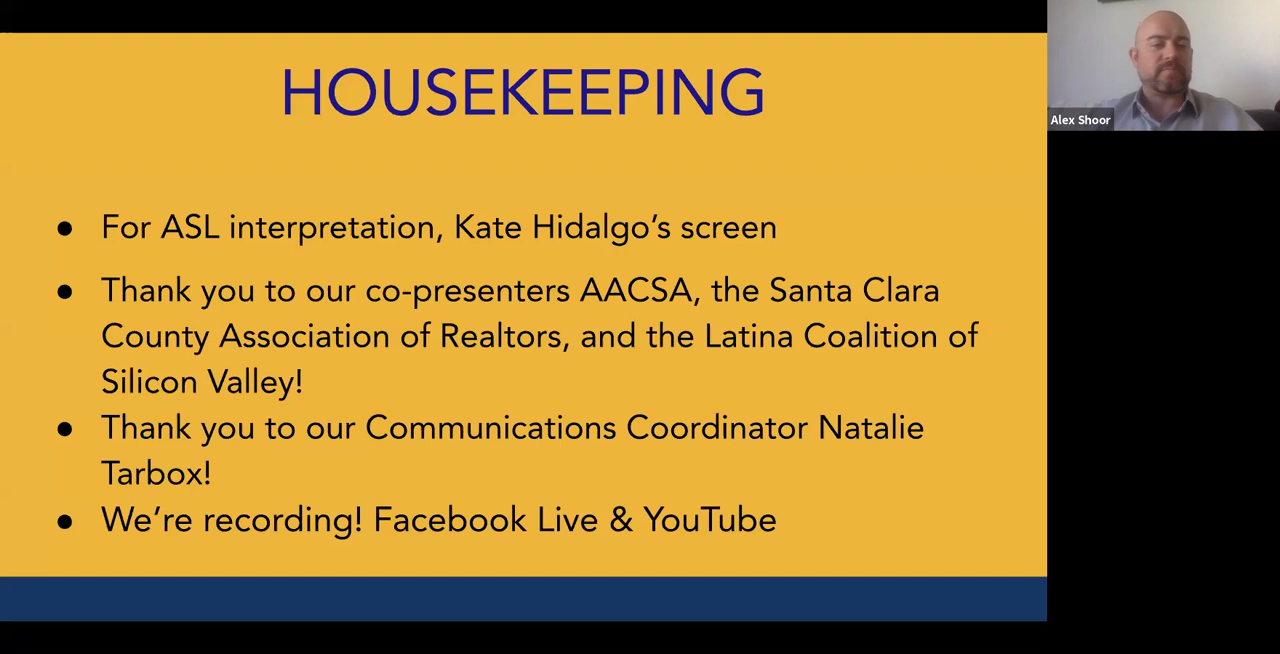 HOUSEKEEPING
● For ASL interpretation, Kate Hidalgo’s screen
● Thank you to our co-presenters AACSA, the Santa Clara
County Association of Realtors, and the Latina Coalition of
Silicon Valley!
● Thank you to our Communications Coordinator Natalie
Tarbox!
● We’re recording! Facebook Live & YouTube
Alex Shoor